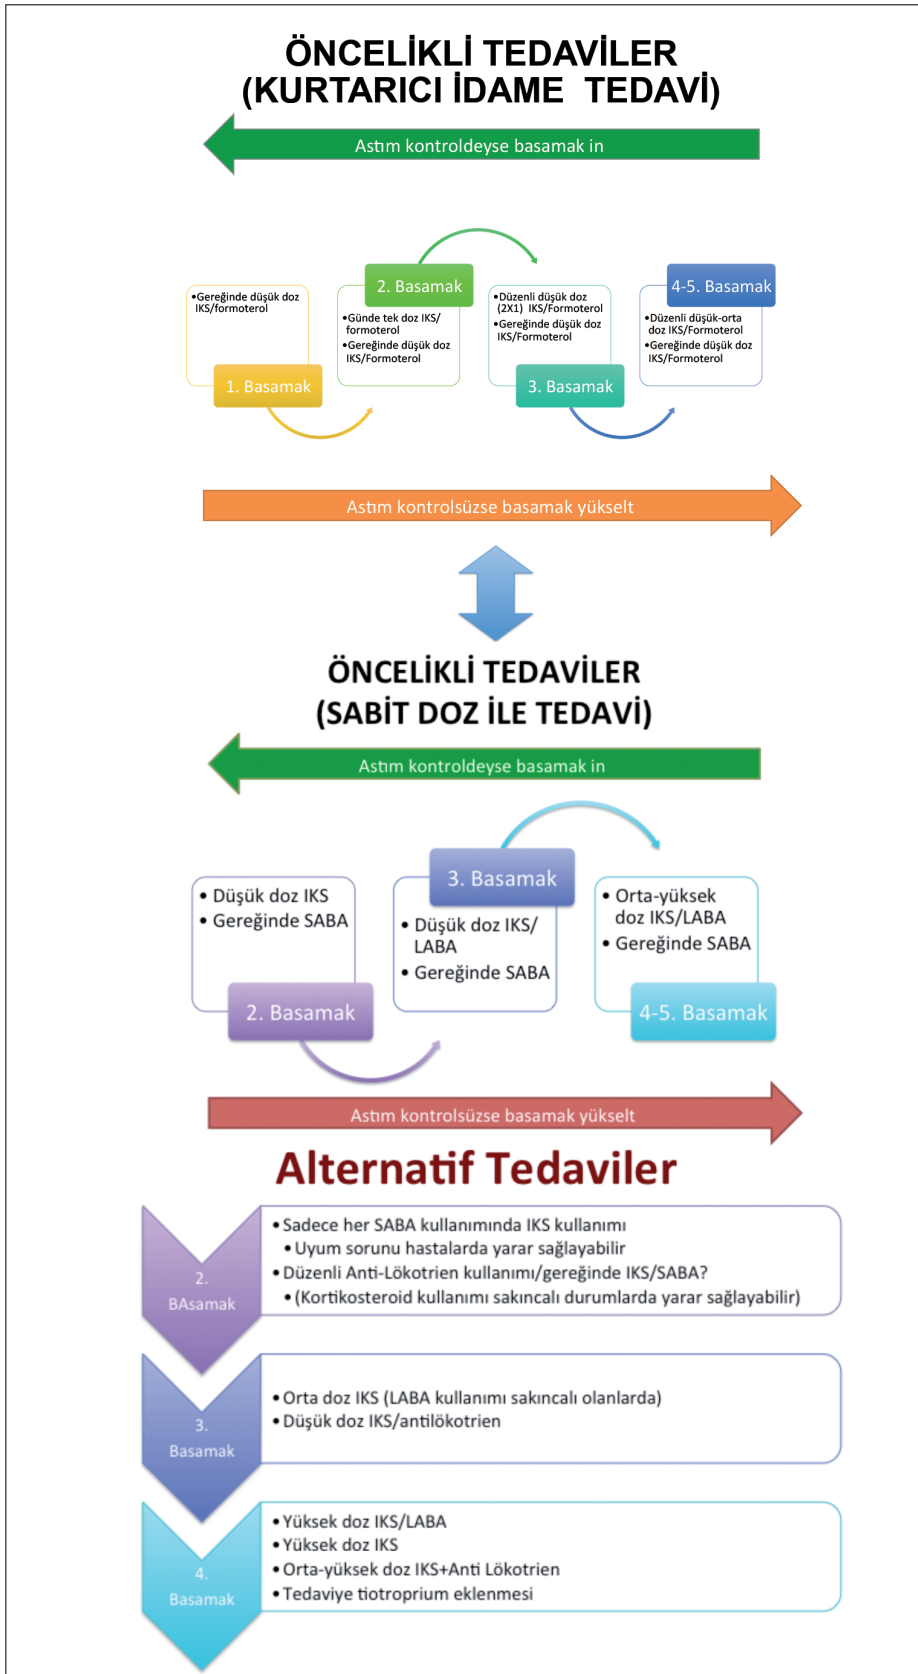 ÖNCELİKLİ TEDAVİLER
(KURTARICI İDAME TEDAVİ)
Astım kontroldeyse basamak in
•Gereğinde düşük doz
IKS/formoterol
1. Basamak
2. Basamak
•Günde tek doz IKS/
formoterol
•Gereğinde düşük doz
IKS/Formoterol
•Düzenli düşük doz
(2X1) IKS/Formoterol
•Gereğinde düşük doz
IKS/Formoterol
3. Basamak
4-5. Basamak
•Düzenli düşük-orta
doz IKS/Formoterol
•Gereğinde düşük doz
IKS/Formoterol
Astım kontrolsüzse basamak yükselt
ÖNCELİKLİ TEDAVİLER
(SABİT DOZ İLE TEDAVİ)
Astım kontroldeyse basamak in
• Düşük doz IKS
• Gereğinde SABA
2. Basamak
3. Basamak
• Düşük doz IKS/
LABA
• Gereğinde SABA
• Orta-yüksek
doz IKS/LABA
• Gereğinde SABA
4-5. Basamak
Astım kontrolsüzse basamak yükselt
Alternatif Tedaviler
2.
BAsamak
•Sadece her SABA kullanımında IKS kullanımı
•Uyum sorunu hastalarda yarar sağlayabilir
•Düzenli Anti-Lökotrien kullanımı/gereğinde IKS/SABA?
•(Kortikosteroid kullanımı sakıncalı durumlarda yarar sağlayabilir)
3.
Basamak
•Orta doz IKS (LABA kullanımı sakıncalı olanlarda)
•Düşük doz IKS/antilökotrien
4.
Basamak
•Yüksek doz IKS/LABA
•Yüksek doz IKS
•Orta-yüksek doz IKS+Anti Lökotrien
•Tedaviye tiotroprium eklenmesi